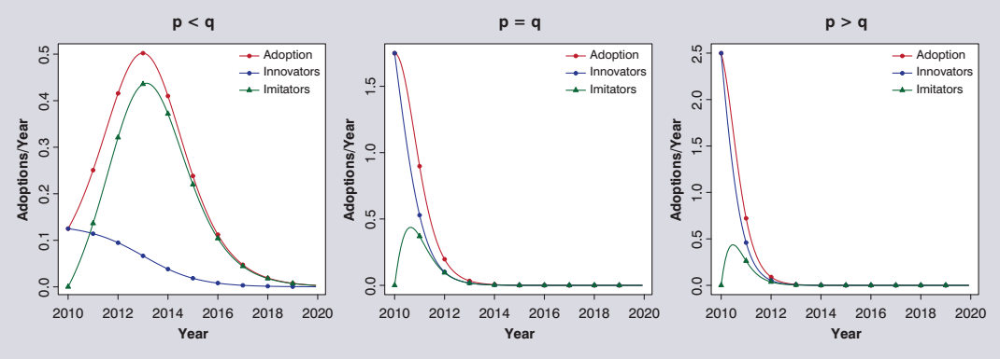 p < q
Adoption
Innovators
Imitators
Adoptions/Year
0.0
0.1
0.2
0.3
0.4
0.5
2010 2012 2014 2016 2018 2020
Year
p = q
Adoption
Innovators
Imitators
Adoptions/Year
0.0
0.5
1.0
1.5
2010 2012 2014 2016 2018 2020
Year
p > q
Adoption
Innovators
Imitators
Adoptions/Year
0.0
0.5
1.0
1.5
2.0
2.5
2010 2012 2014 2016 2018 2020
Year